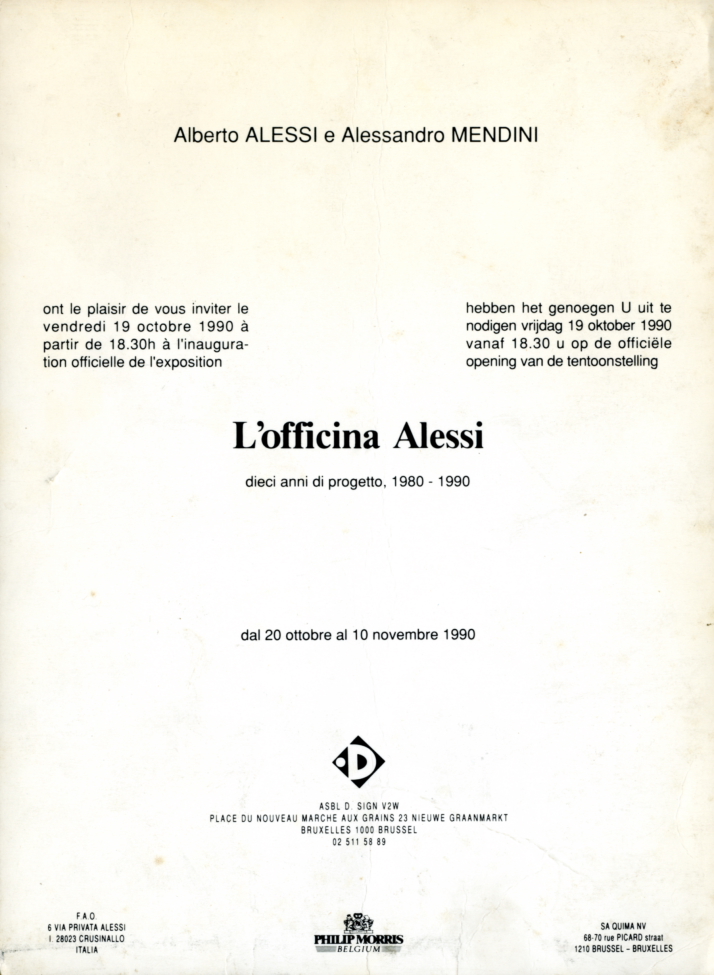 Alberto ALESSI e Alessandro MENDINI
ont le plaisir de vous inviter le
vendredi 19 octobre 1990 à
partir de 18.30h à l'inaugura-
tion officielle de l'exposition
hebben het genoegen U uit te
nodigen vrijdag 19 oktober 1990
vanaf 18.30 u op de officiële
opening van de tentoonstelling
L'officina Alessi
dieci anni di progetto, 1980 - 1990
dal 20 ottobre al 10 novembre 1990
D
ASBL D. SIGN V2W
PLACE DU NOUVEAU MARCHE AUX GRAINS 23 NIEUWE GRAANMARKT
BRUXELLES 1000 BRUSSEL
02 511 58 89
F.A.O.
6 VIA PRIVATA ALESSI
I. 28023 CRUSINALLO
ITALIA
PHILIP MORRIS
BELGIUM
SA QUIMA NV
68-70 rue PICARD straat
1210 BRUSSEL - BRUXELLES